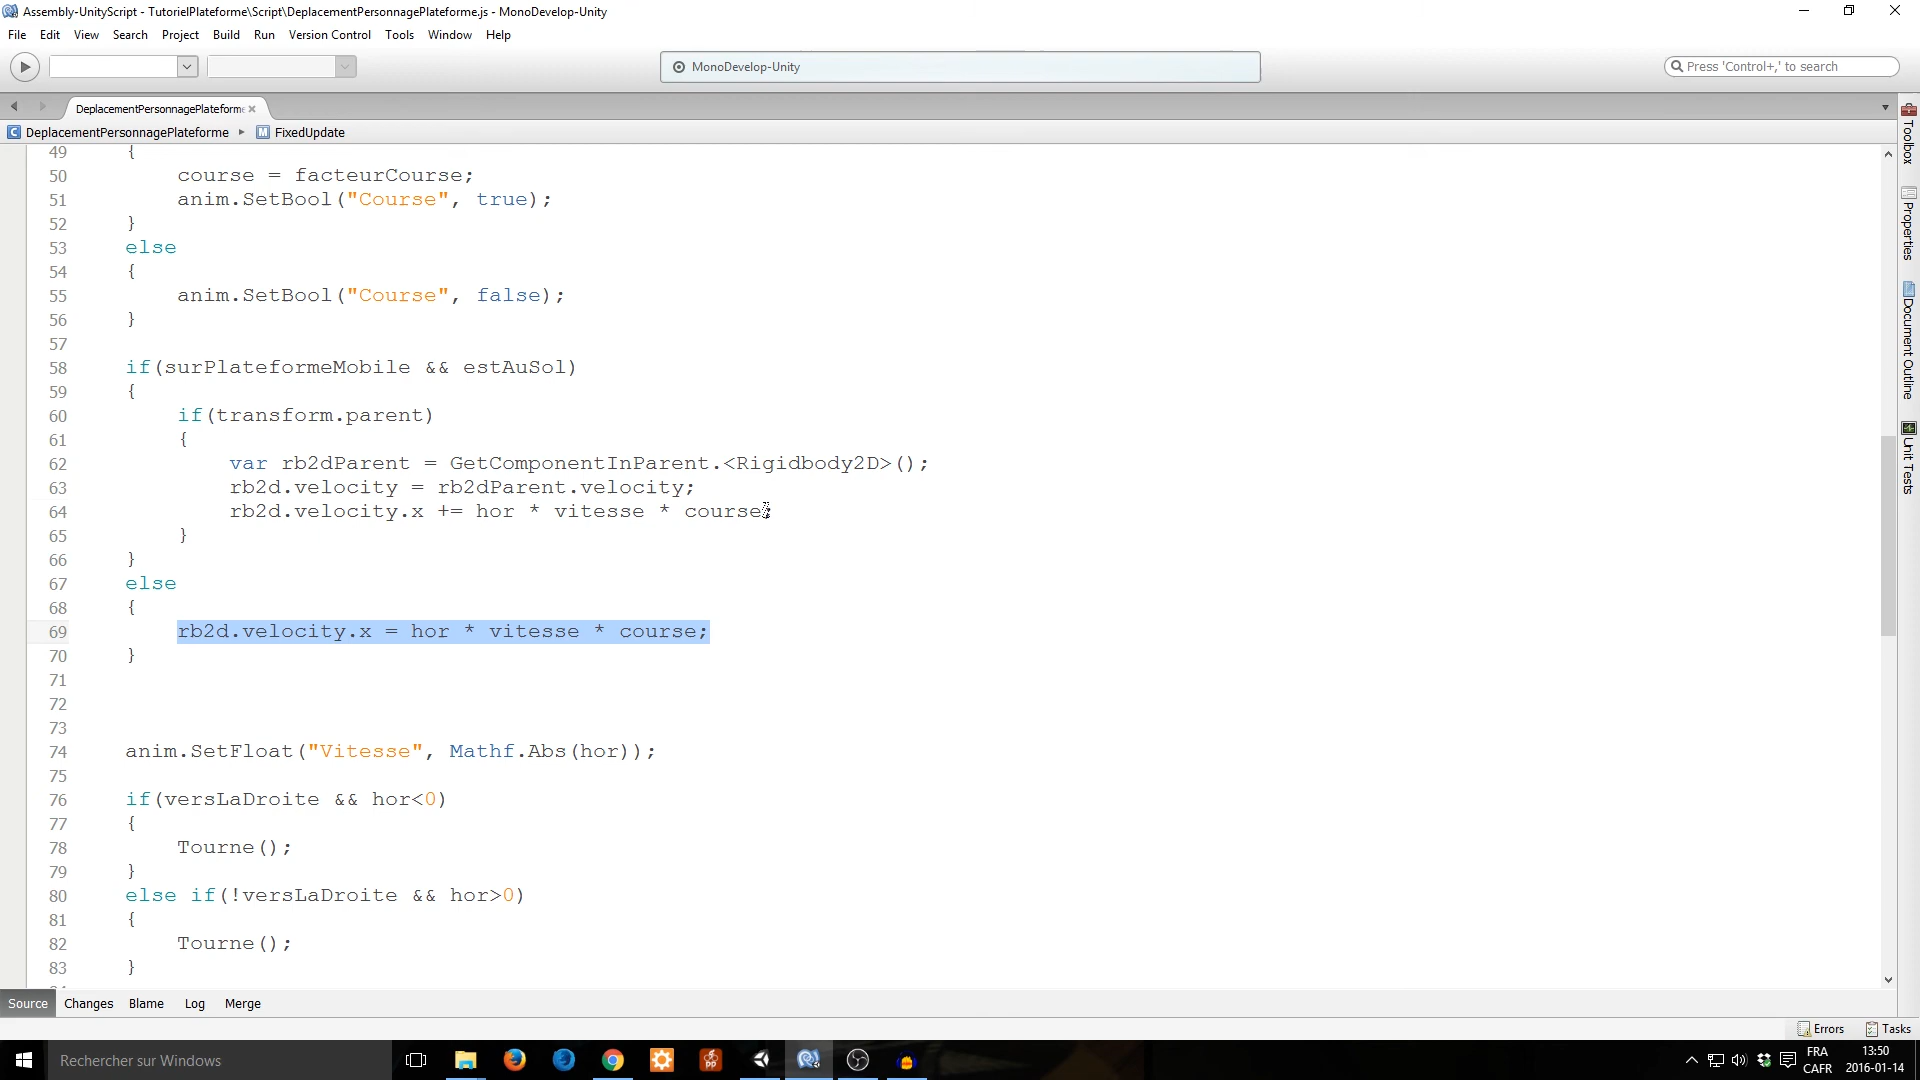 Assembly-UnityScript - TutorielPlateforme\Script\DeplacementPersonnagePlateforme.js - MonoDevelop-Unity
File Edit View Search Project Build Run Version Control Tools Window Help
MonoDevelop-Unity
Press 'Control+,' to search
DeplacementPersonnagePlateforme
DeplacementPersonnagePlateforme FixedUpdate
49 {
50 course = facteurCourse;
51 anim.SetBool("Course", true);
52 }
53 else
54 {
55 anim.SetBool("Course", false);
56 }
57
58 if(surPlateformeMobile && estAuSol)
59 {
60 if(transform.parent)
61 {
62 var rb2dParent = GetComponentInParent.<Rigidbody2D>();
63 rb2d.velocity = rb2dParent.velocity;
64 rb2d.velocity.x += hor * vitesse * course;
65 }
66 }
67 else
68 {
69 rb2d.velocity.x = hor * vitesse * course;
70 }
71
72
73
74 anim.SetFloat("Vitesse", Mathf.Abs(hor));
75
76 if(versLaDroite && hor<0)
77 {
78 Tourne();
79 }
80 else if(!versLaDroite && hor>0)
81 {
82 Tourne();
83 }
Toolbox
Properties
Document Outline
Unit Tests
Source Changes Blame Log Merge
Errors Tasks
Rechercher sur Windows
FRA
CAFR
13:50
2016-01-14